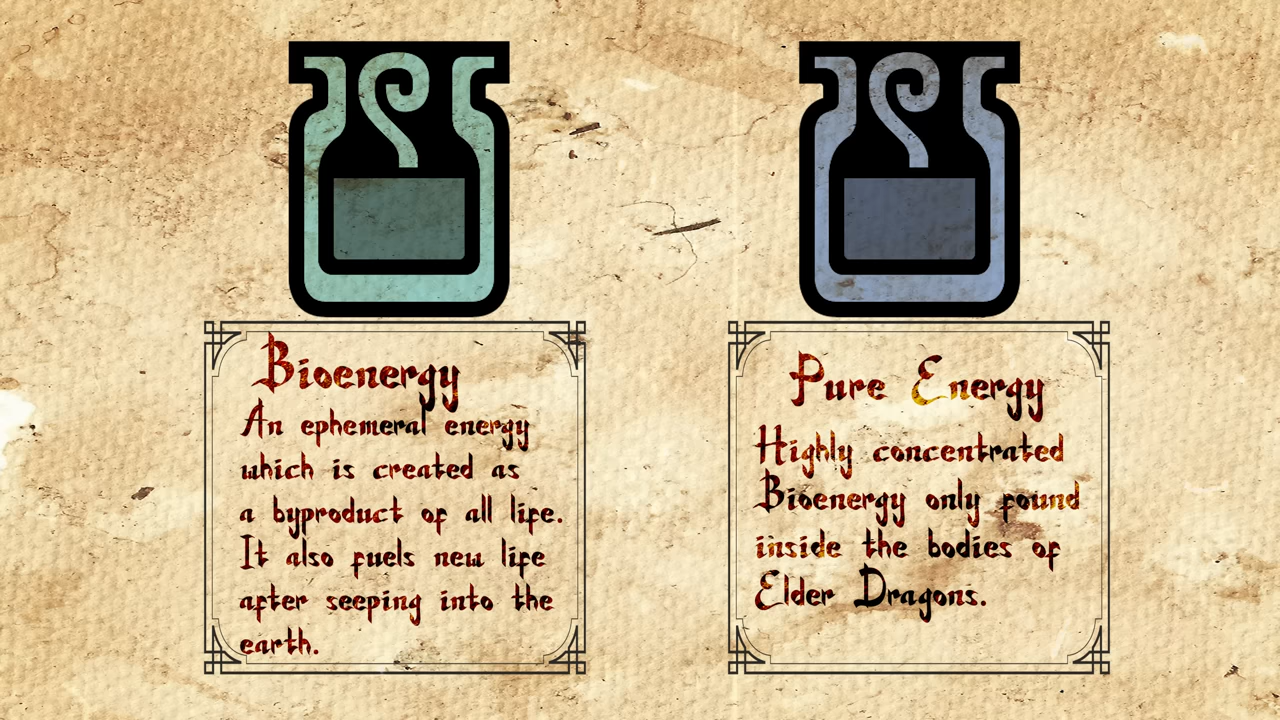 Bioenergy
An ephemeral energy
which is created as
a byproduct of all life.
It also fuels new life
after seeping into the
earth.
Pure Energy
Highly concentrated
Bioenergy only found
inside the bodies of
Elder Dragons.